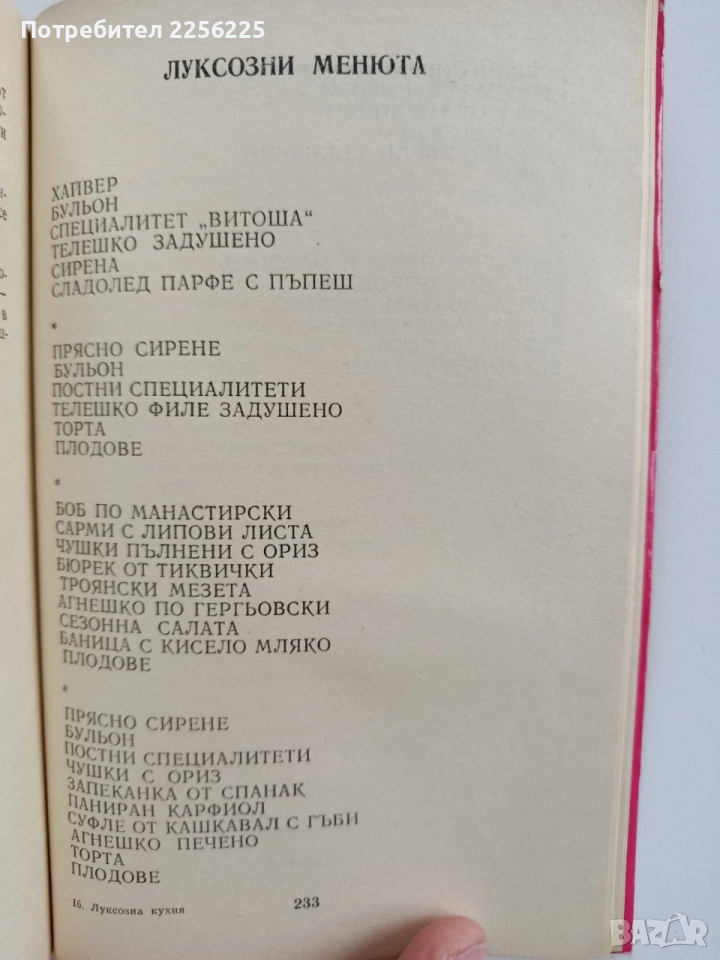 Потребител 2256225
ЛУКСОЗНИ МЕНЮТА
ХАЙВЕР
БУЛЬОН
СПЕЦИАЛИТЕТ „ВИТОША“
ТЕЛЕШКО ЗАДУШЕНО
СИРЕНА
СЛАДОЛЕД ПАРФЕ С ПЪПЕШ
*
ПРЯСНО СИРЕНЕ
БУЛЬОН
ПОСТНИ СПЕЦИАЛИТЕТИ
ТЕЛЕШКО ФИЛЕ ЗАДУШЕНО
ТОРТА
ПЛОДОВЕ
*
БОБ ПО МАНАСТИРСКИ
САРМИ С ЛИПОВИ ЛИСТА
ЧУШКИ ПЪЛНЕНИ С ОРИЗ
БЮРЕК ОТ ТИКВИЧКИ
ТРОЯНСКИ МЕЗЕТА
АГНЕШКО ПО ГЕРГЬОВСКИ
СЕЗОННА САЛАТА
БАНИЦА С КИСЕЛО МЛЯКО
ПЛОДОВЕ
*
ПРЯСНО СИРЕНЕ
БУЛЬОН
ПОСТНИ СПЕЦИАЛИТЕТИ
ЧУШКИ С ОРИЗ
ЗАПЕКАНКА ОТ СПАНАК
ПАНИРАН КАРФИОЛ
СУФЛЕ ОТ КАШКАВАЛ С ГЪБИ
АГНЕШКО ПЕЧЕНО
ТОРТА
ПЛОДОВЕ
16. Луксозна кухня 233
BAZAR